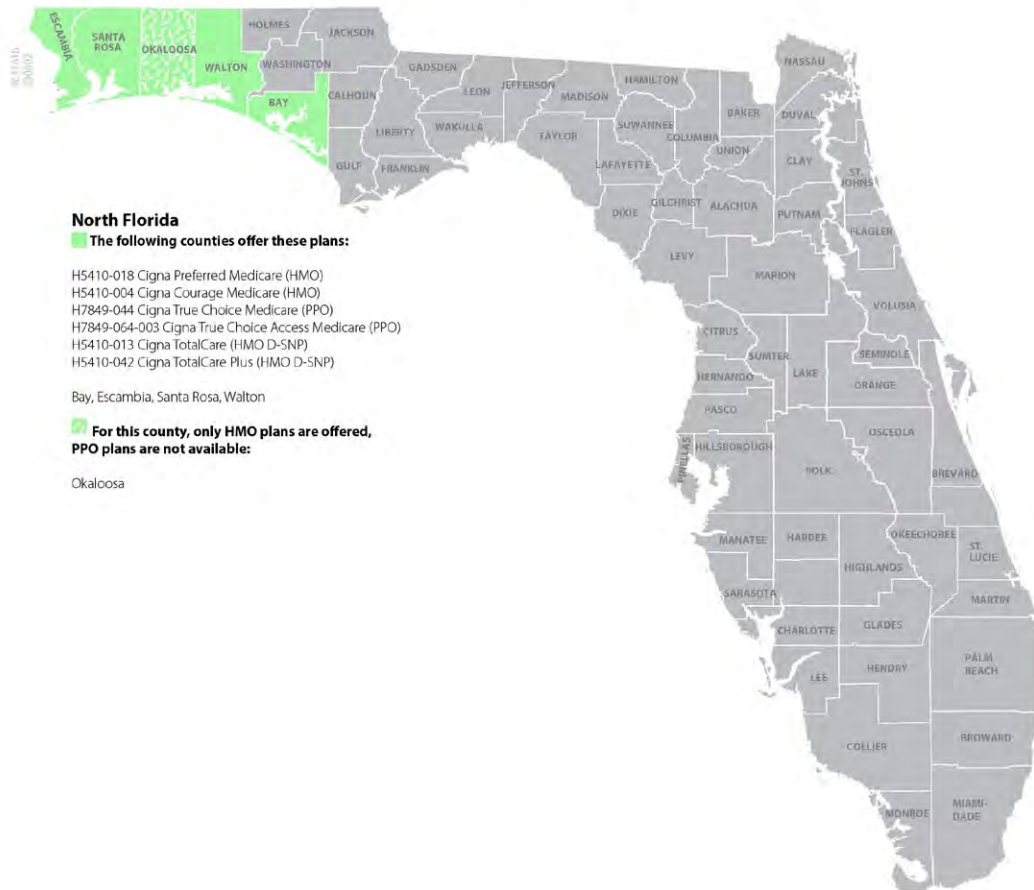 ESCAMBIA
SANTA
ROSA
OKALOOSA
WALTON
HOLMES
JACKSON
WASHINGTON
BAY
CALHOUN
GULF
GADSDEN
LIBERTY
FRANKLIN
LEON
WAKULLA
JEFFERSON
MADISON
TAYLOR
HAMILTON
SUWANNEE
LAFAYETTE
COLUMBIA
BAKER
UNION
NASSAU
DUVAL
CLAY
ST.
JOHNS
DIXIE
GILCHRIST
ALACHUA
PUTNAM
FLAGLER
LEVY
MARION
VOLUSIA
North Florida
The following counties offer these plans:
H5410-018 Cigna Preferred Medicare (HMO)
H5410-004 Cigna Courage Medicare (HMO)
H7849-044 Cigna True Choice Medicare (PPO)
H7849-064-003 Cigna True Choice Access Medicare (PPO)
H5410-013 Cigna TotalCare (HMO D-SNP)
H5410-042 Cigna TotalCare Plus (HMO D-SNP)
Bay, Escambia, Santa Rosa, Walton
For this county, only HMO plans are offered,
PPO plans are not available:
Okaloosa
CITRUS
SUMTER
LAKE
SEMINOLE
HERNANDO
ORANGE
PASCO
OSCEOLA
PINELLAS
HILLSBOROUGH
POLK
BREVARD
MANATEE
HARDEE
OKEECHOBEE
ST.
LUCIE
HIGHLANDS
SARASOTA
MARTIN
CHARLOTTE
GLADES
LEE
HENDRY
PALM
BEACH
COLLIER
BROWARD
MONROE
MIAMI-
DADE